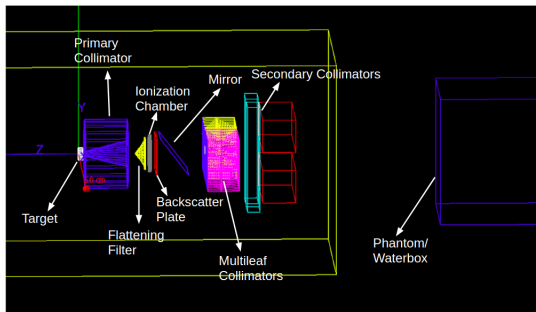 Primary
Collimator
Ionization
Chamber
Mirror
Secondary Collimators
Y
Z
Target
Flattening
Filter
Backscatter
Plate
Multileaf
Collimators
Phantom/
Waterbox